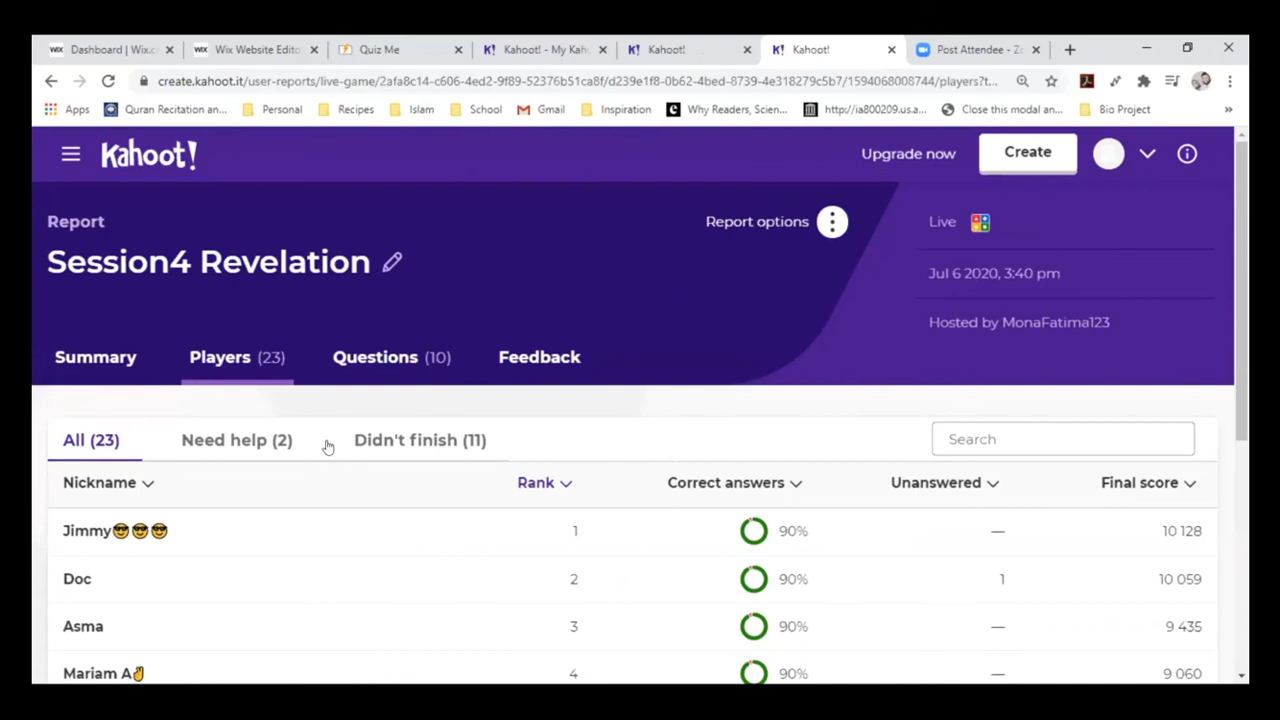 Dashboard | Wix.c
Wix Website Edito
Quiz Me
Kahoot! - My Kah
Kahoot!
Kahoot!
Post Attendee - Zo
create.kahoot.it/user-reports/live-game/2afa8c14-c606-4ed2-9f89-52376b51ca8f/d239e1f8-0b62-4bed-8739-4e318279c5b7/1594068008744/players?t...
Apps
Quran Recitation an...
Personal
Recipes
Islam
School
Gmail
Inspiration
Why Readers, Scien...
http://ia800209.us.a...
Close this modal an...
Bio Project
»
Kahoot!
Upgrade now
Create
Report
Report options
Live
Session4 Revelation
Jul 6 2020, 3:40 pm
Hosted by MonaFatima123
Summary
Players (23)
Questions (10)
Feedback
All (23)
Need help (2)
Didn't finish (11)
Search
Nickname Rank Correct answers Unanswered Final score
Jimmy😎😎😎 1 90% — 10 128
Doc 2 90% 1 10 059
Asma 3 90% — 9 435
Mariam A✌ 4 90% — 9 060